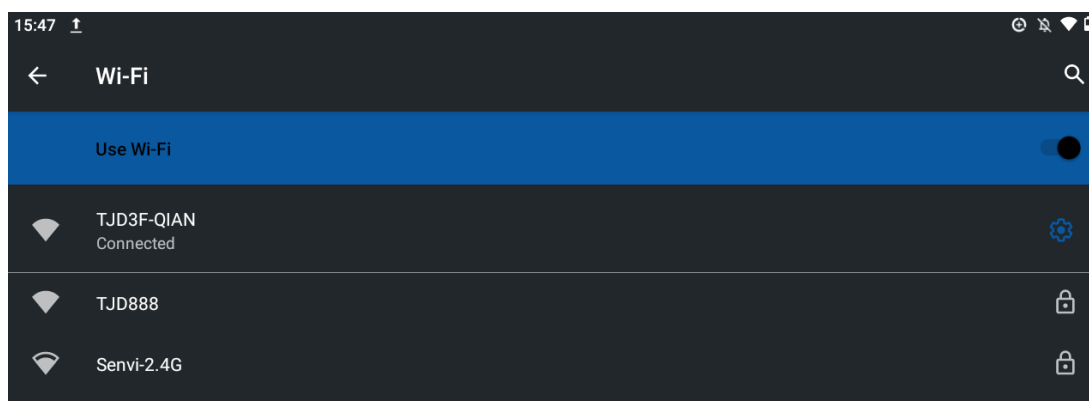 15:47
Wi-Fi
Use Wi-Fi
TJD3F-QIAN
Connected
TJD888
Senvi-2.4G